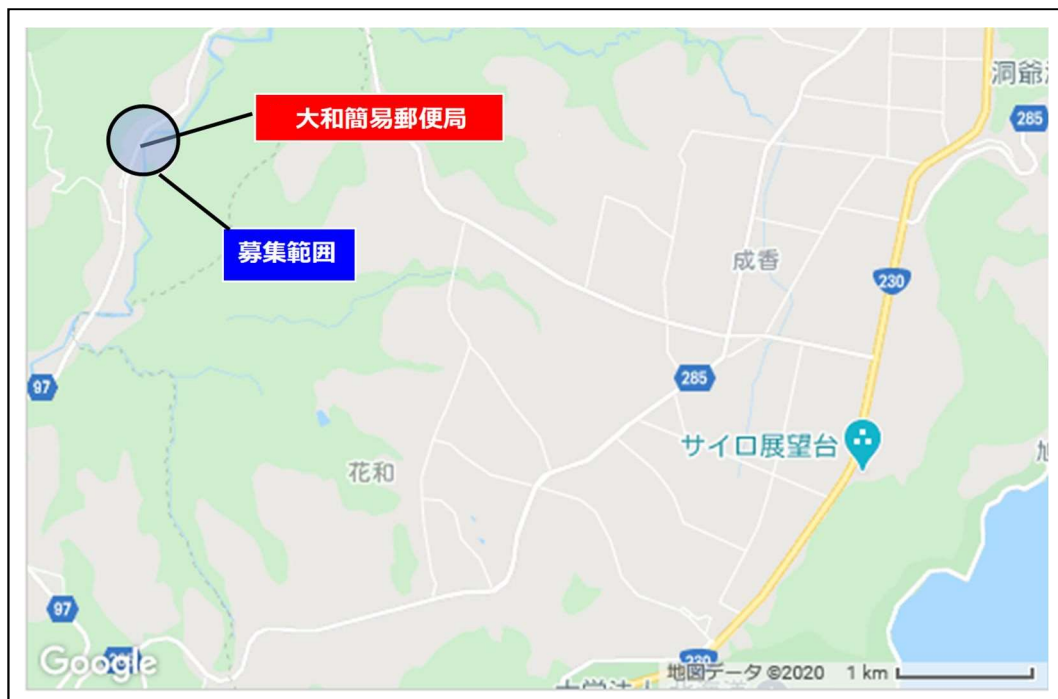 洞爺
285
大和簡易郵便局
募集範囲
成香
230
285
97
サイロ展望台
花和
97
Google
230
地図データ ©2020 1 km